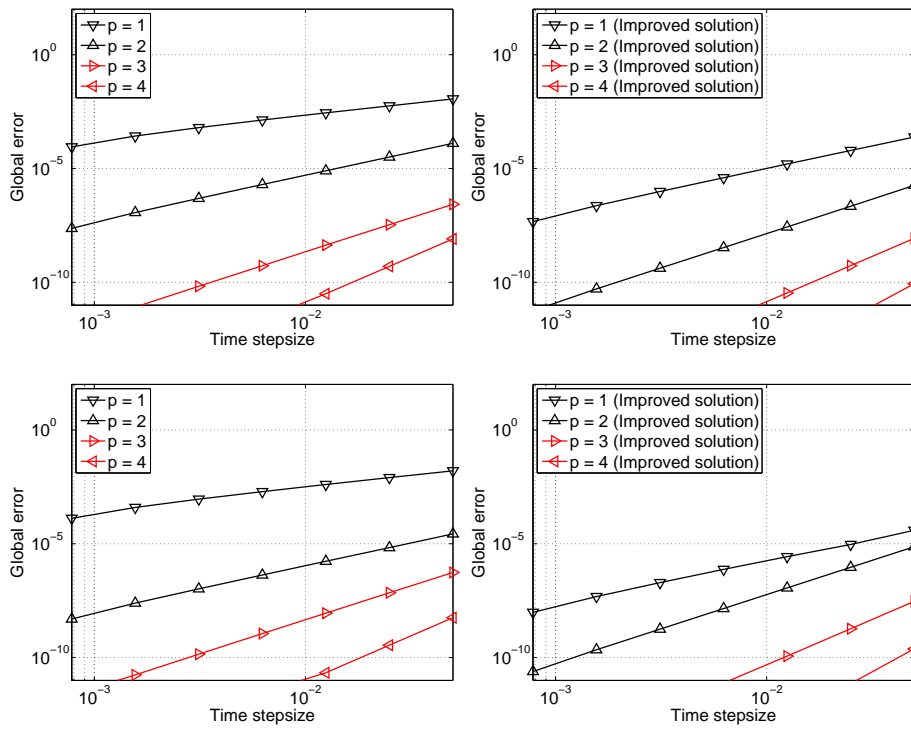 p = 1
p = 2
p = 3
p = 4
10^0
10^−5
10^−10
Global error
10^−3
10^−2
Time stepsize
p = 1 (Improved solution)
p = 2 (Improved solution)
p = 3 (Improved solution)
p = 4 (Improved solution)
10^0
10^−5
10^−10
Global error
10^−3
10^−2
Time stepsize
p = 1
p = 2
p = 3
p = 4
10^0
10^−5
10^−10
Global error
10^−3
10^−2
Time stepsize
p = 1 (Improved solution)
p = 2 (Improved solution)
p = 3 (Improved solution)
p = 4 (Improved solution)
10^0
10^−5
10^−10
Global error
10^−3
10^−2
Time stepsize